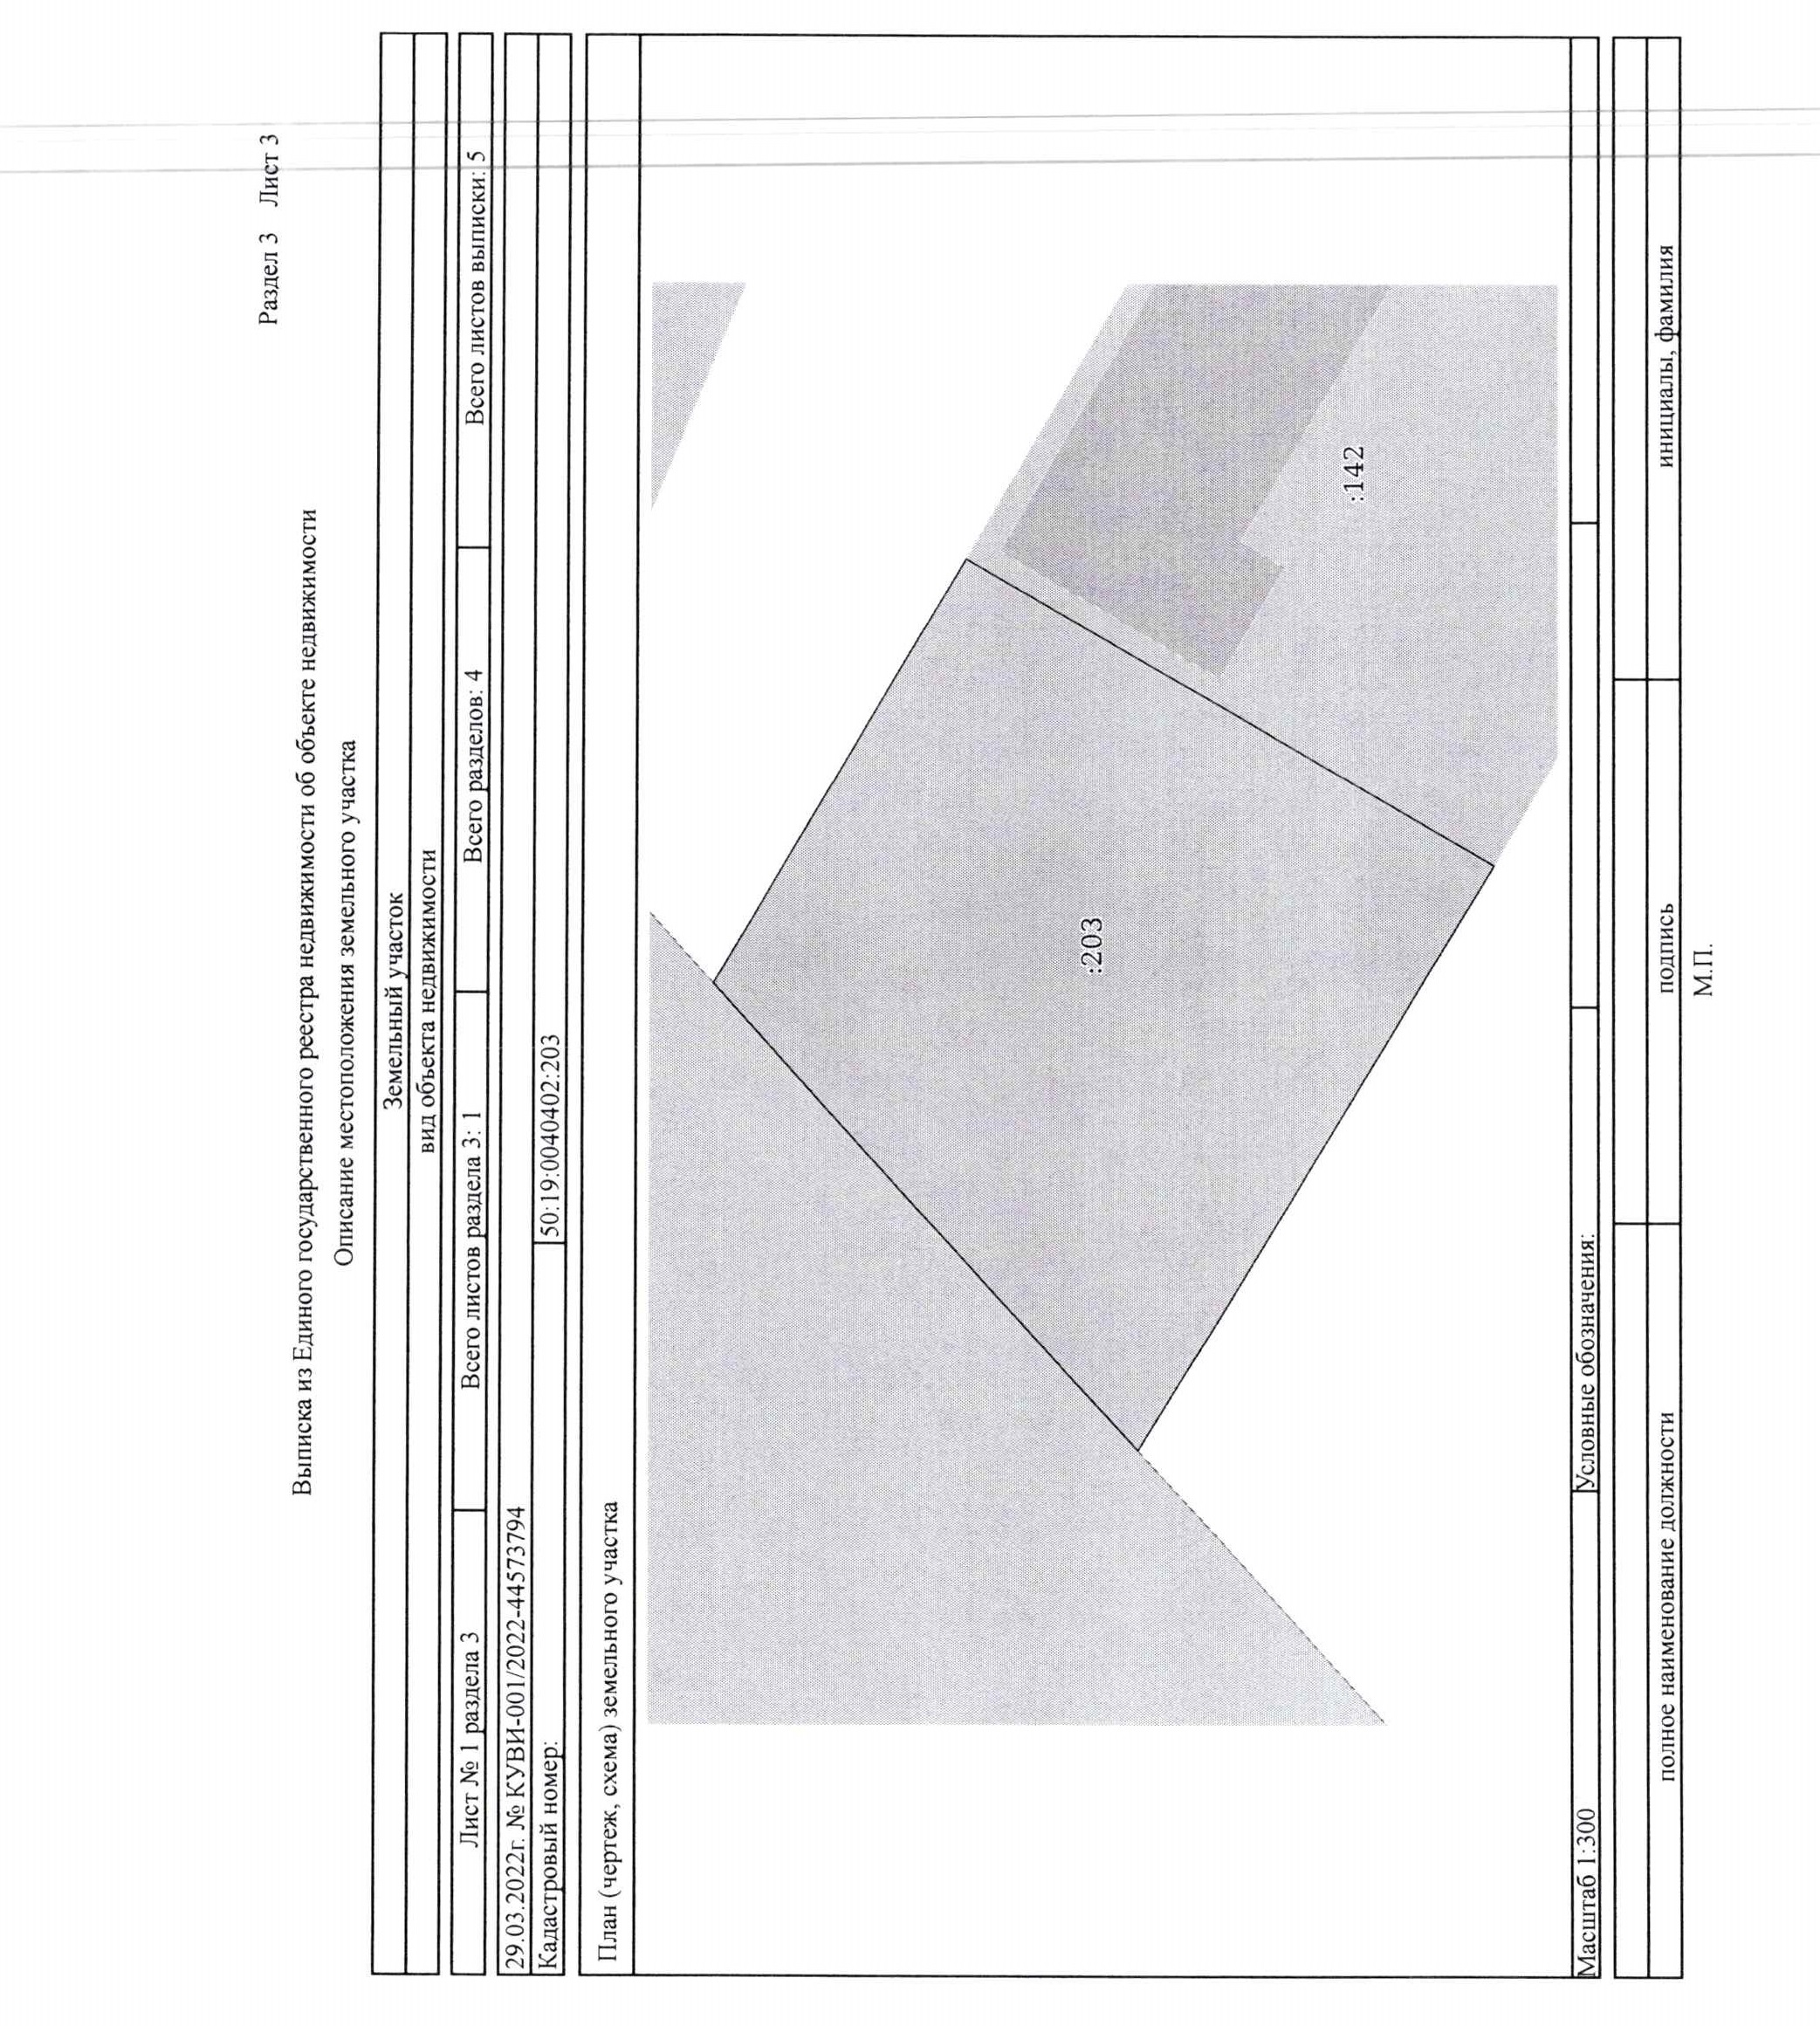 Раздел 3 Лист 3
Выписка из Единого государственного реестра недвижимости об объекте недвижимости
Описание местоположения земельного участка
Земельный участок
вид объекта недвижимости
Лист № 1 раздела 3 Всего листов раздела 3: 1 Всего разделов: 4 Всего листов выписки: 5
29.03.2022г. № КУВИ-001/2022-44573794
Кадастровый номер: 50:19:0040402:203
План (чертеж, схема) земельного участка
:203
:142
Масштаб 1:300 Условные обозначения:
полное наименование должности подпись инициалы, фамилия
М.П.